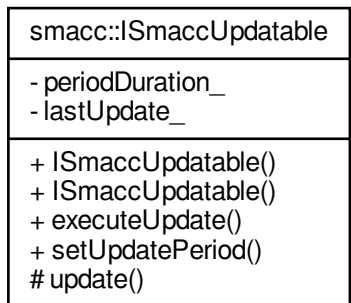 smacc::ISmaccUpdatable
- periodDuration_
- lastUpdate_
+ ISmaccUpdatable()
+ ISmaccUpdatable()
+ executeUpdate()
+ setUpdatePeriod()
# update()